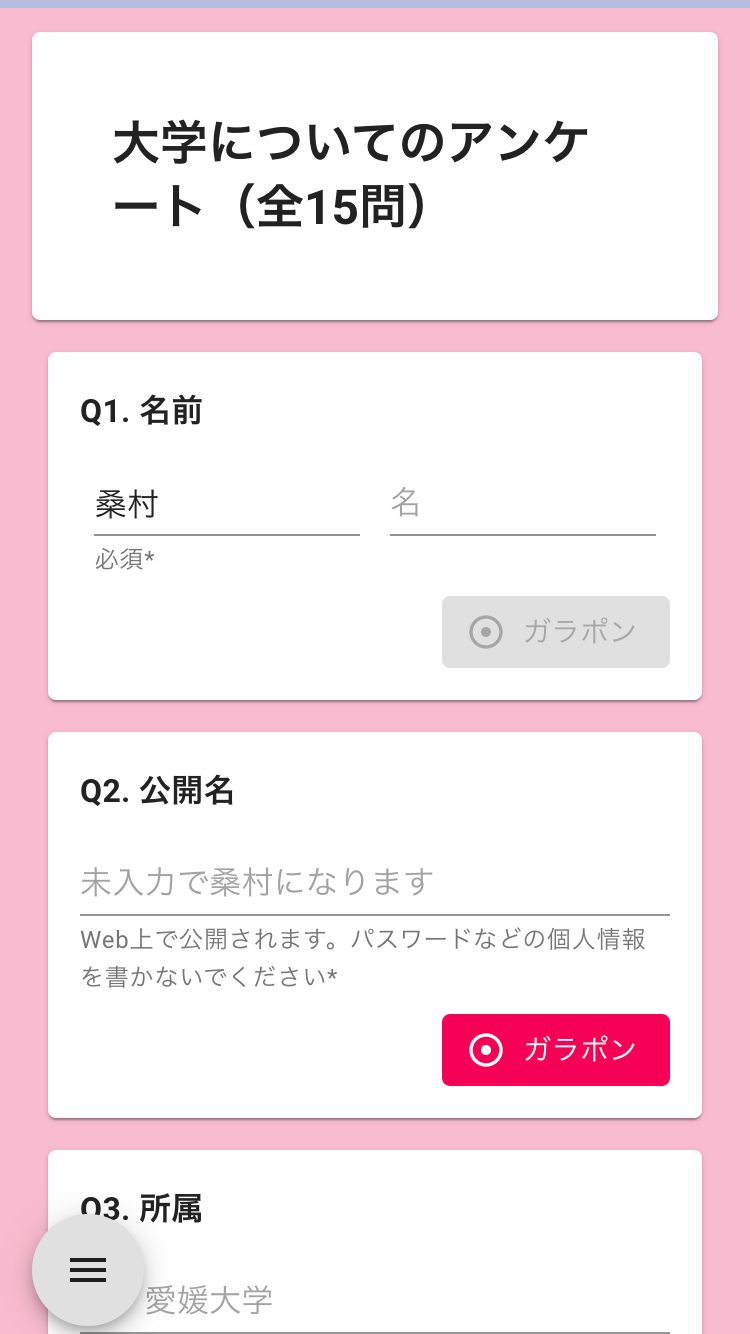 大学についてのアンケ
ート（全15問）
Q1. 名前
桑村
名
必須*
ガラポン
Q2. 公開名
未入力で桑村になります
Web上で公開されます。パスワードなどの個人情報
を書かないでください*
ガラポン
Q3. 所属
愛媛大学